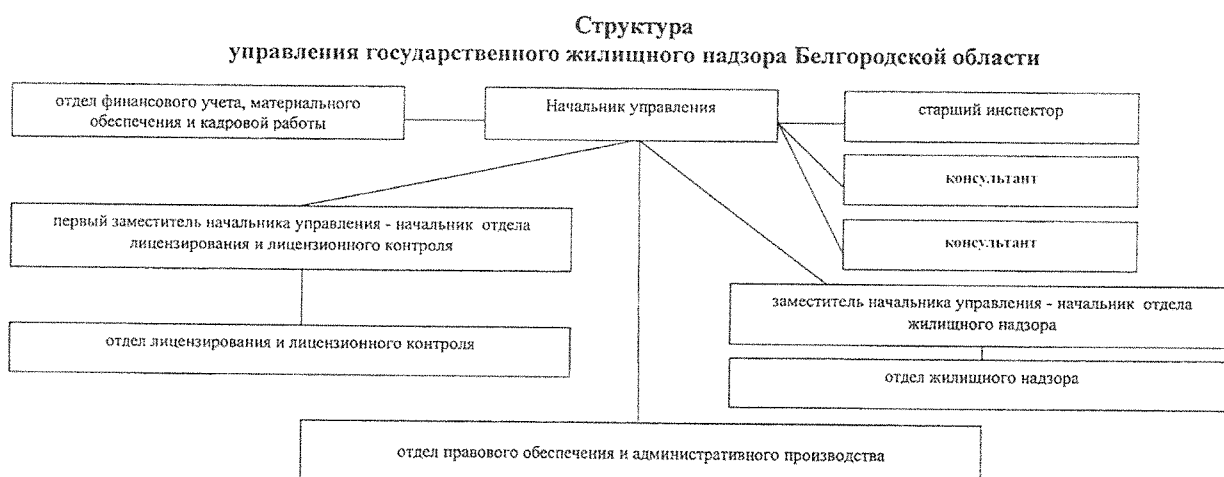 Структура
управления государственного жилищного надзора Белгородской области
отдел финансового учета, материального
обеспечения и кадровой работы
Начальник управления
старший инспектор
консультант
консультант
первый заместитель начальника управления - начальник отдела
лицензирования и лицензионного контроля
заместитель начальника управления - начальник отдела
жилищного надзора
отдел лицензирования и лицензионного контроля
отдел жилищного надзора
отдел правового обеспечения и административного производства